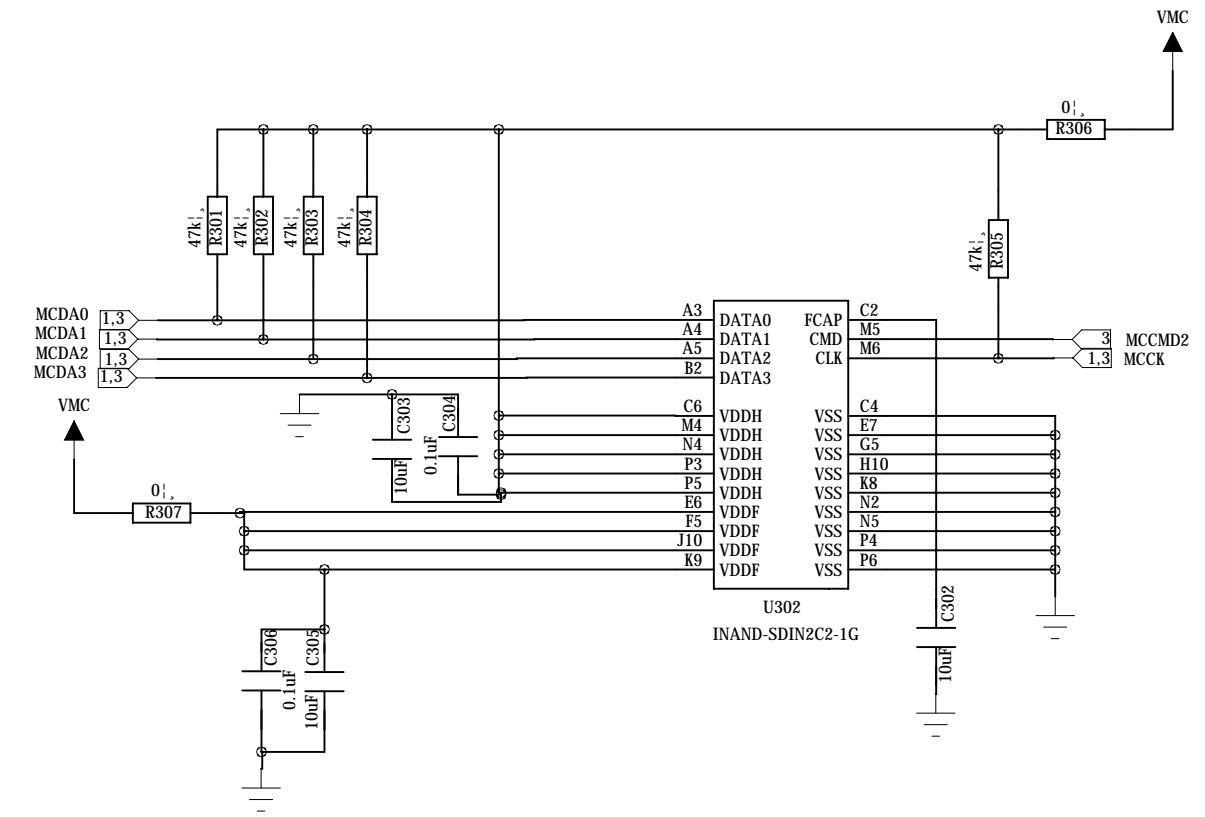 VMC
0¦¸
R306
47k¦¸
R301
47k¦¸
R302
47k¦¸
R303
47k¦¸
R304
47k¦¸
R305
MCDA0 1,3
MCDA1 1,3
MCDA2 1,3
MCDA3 1,3
A3 DATA0 FCAP C2
A4 DATA1 CMD M5 3 MCCMD2
A5 DATA2 CLK M6 1,3 MCCK
B2 DATA3
VMC
C303
10uF
C304
0.1uF
C6 VDDH VSS C4
M4 VDDH VSS E7
N4 VDDH VSS G5
P3 VDDH VSS H10
P5 VDDH VSS K8
E6 VDDF VSS N2
F5 VDDF VSS N5
J10 VDDF VSS P4
K9 VDDF VSS P6
0¦¸
R307
U302
INAND-SDIN2C2-1G
C302
10uF
C306
0.1uF
C305
10uF